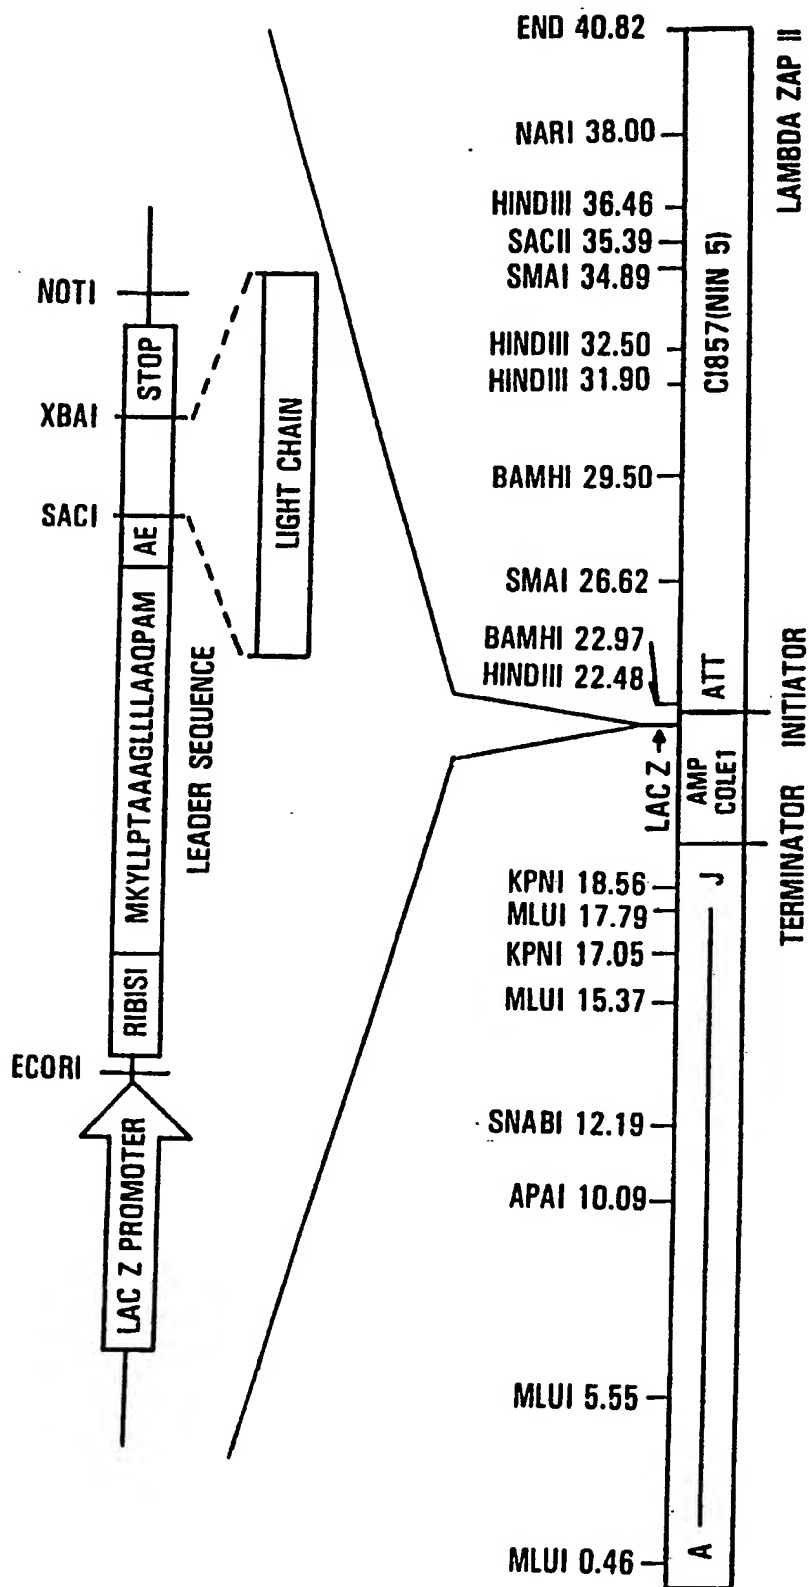 NOTI
XBAI
SACI
ECORI
STOP
AE
MKYLLPTAAAGLLLLAAQPAM
RIBISI
LEADER SEQUENCE
LAC Z PROMOTER
LIGHT CHAIN
END 40.82
NARI 38.00
HINDIII 36.46
SACII 35.39
SMAI 34.89
HINDIII 32.50
HINDIII 31.90
BAMHI 29.50
SMAI 26.62
BAMHI 22.97
HINDIII 22.48
LAC Z
KPNI 18.56
MLUI 17.79
KPNI 17.05
MLUI 15.37
SNABI 12.19
APAI 10.09
MLUI 5.55
MLUI 0.46
CI857(NIN 5)
ATT
AMP
COLE1
J
A
LAMBDA ZAP II
INITIATOR
TERMINATOR